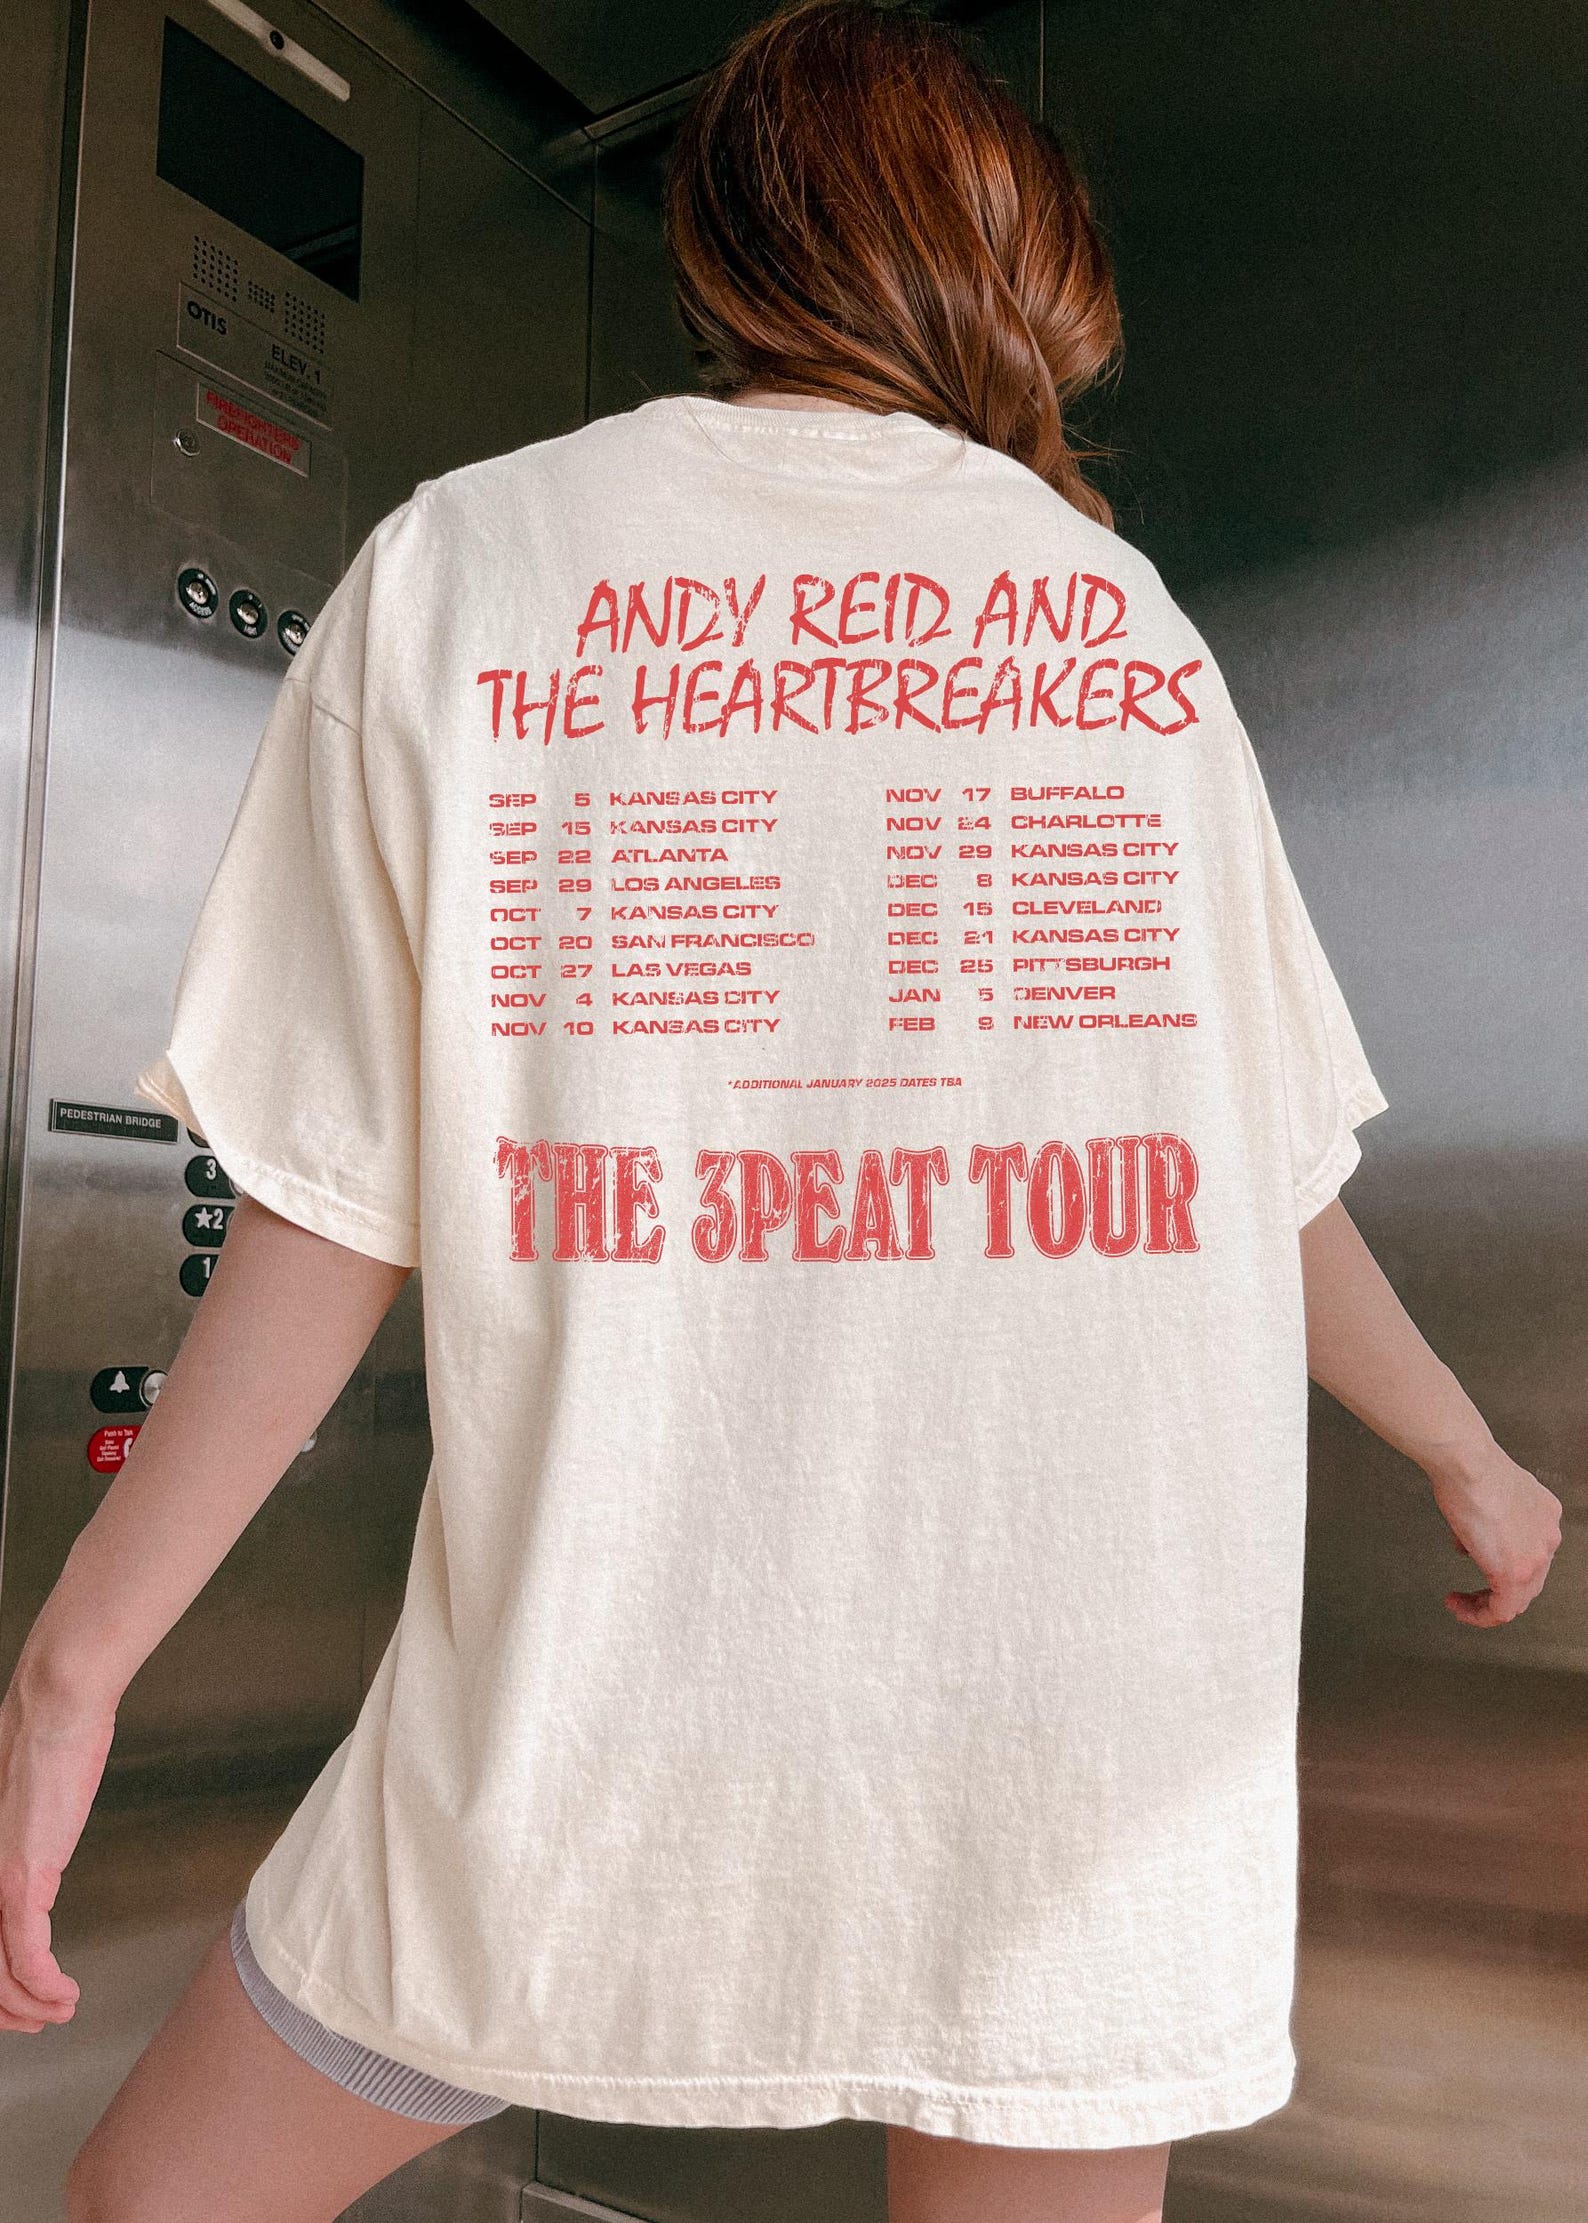 OTIS
ELEV. 1
FIREFIGHTERS
OPERATION
ANDY REID AND
THE HEARTBREAKERS
SEP 5 KANSAS CITY
SEP 15 KANSAS CITY
SEP 22 ATLANTA
SEP 29 LOS ANGELES
OCT 7 KANSAS CITY
OCT 20 SAN FRANCISCO
OCT 27 LAS VEGAS
NOV 4 KANSAS CITY
NOV 10 KANSAS CITY
NOV 17 BUFFALO
NOV 24 CHARLOTTE
NOV 29 KANSAS CITY
DEC 8 KANSAS CITY
DEC 15 CLEVELAND
DEC 21 KANSAS CITY
DEC 25 PITTSBURGH
JAN 5 DENVER
FEB 9 NEW ORLEANS
*ADDITIONAL JANUARY 2025 DATES TBA
THE 3PEAT TOUR
PEDESTRIAN BRIDGE
3
★2
1